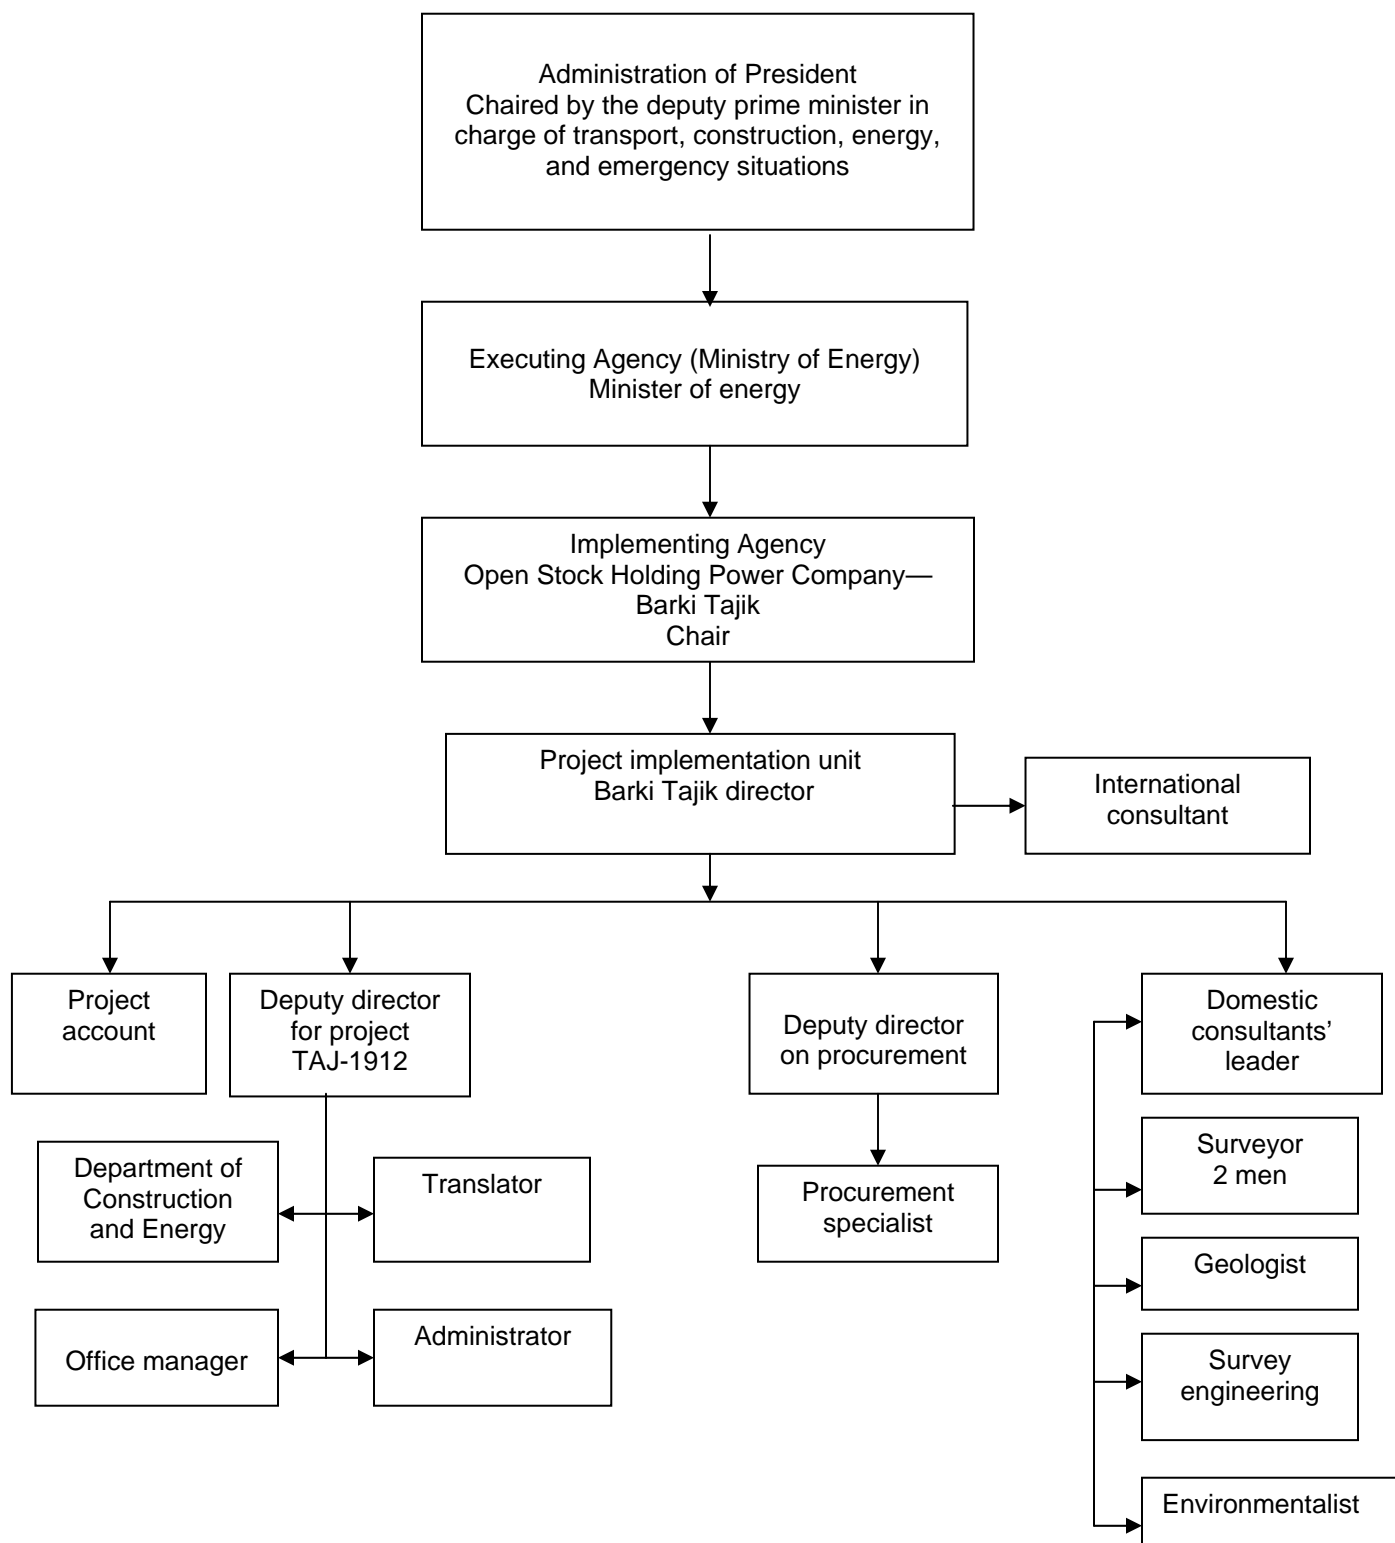 Administration of President
Chaired by the deputy prime minister in
charge of transport, construction, energy,
and emergency situations
Executing Agency (Ministry of Energy)
Minister of energy
Implementing Agency
Open Stock Holding Power Company—
Barki Tajik
Chair
Project implementation unit
Barki Tajik director
International
consultant
Project
account
Deputy director
for project
TAJ-1912
Deputy director
on procurement
Domestic
consultants’
leader
Department of
Construction
and Energy
Translator
Procurement
specialist
Surveyor
2 men
Geologist
Office manager
Administrator
Survey
engineering
Environmentalist